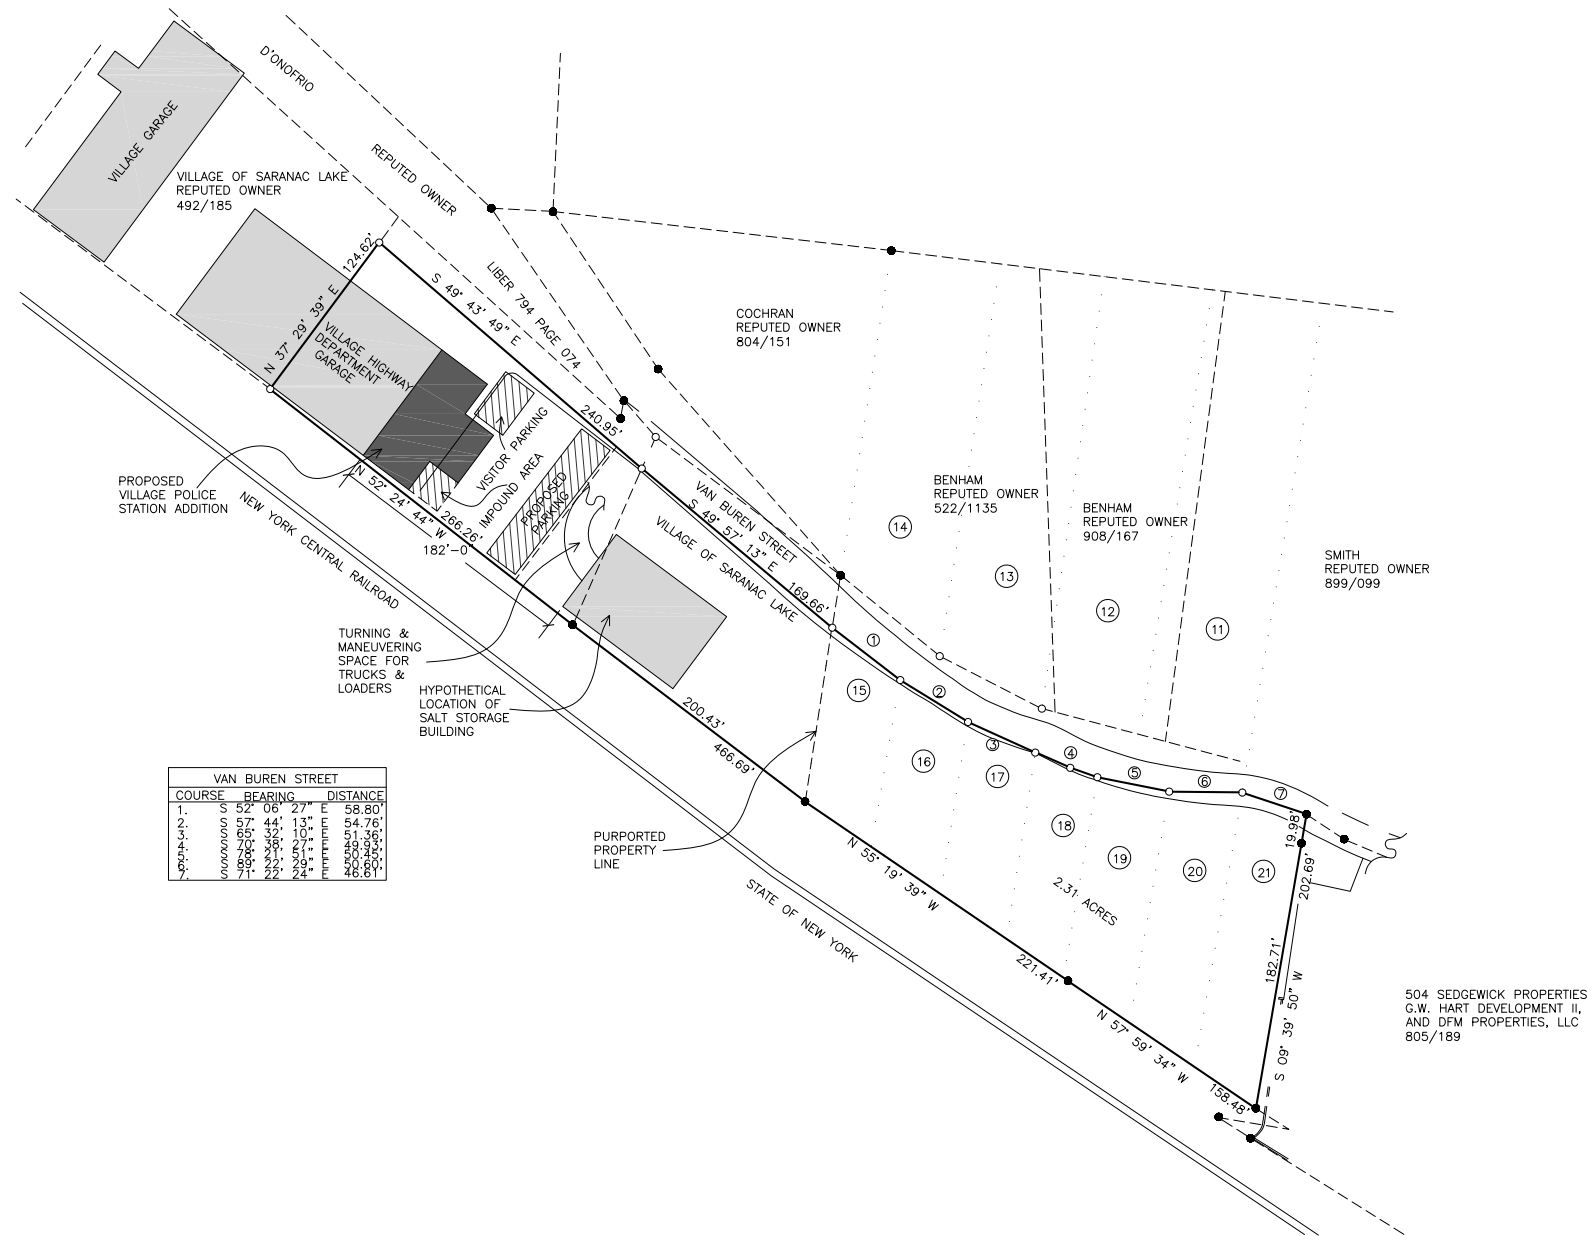 D'ONOFRIO
REPUTED OWNER
LIBER 794 PAGE 074
VILLAGE GARAGE
VILLAGE OF SARANAC LAKE
REPUTED OWNER
492/185
124.62'
N 37° 29' 39" E
S 49° 43' 49" E
240.95'
VILLAGE HIGHWAY
DEPARTMENT
GARAGE
COCHRAN
REPUTED OWNER
804/151
VISITOR PARKING
IMPOUND AREA
PROPOSED
PARKING
PROPOSED
VILLAGE POLICE
STATION ADDITION
N 52° 24' 44" W
266.26'
182'-0"
NEW YORK CENTRAL RAILROAD
VAN BUREN STREET
S 49° 57' 13" E
169.66'
VILLAGE OF SARANAC LAKE
BENHAM
REPUTED OWNER
522/1135
BENHAM
REPUTED OWNER
908/167
SMITH
REPUTED OWNER
899/099
14
13
12
11
TURNING &
MANEUVERING
SPACE FOR
TRUCKS &
LOADERS
HYPOTHETICAL
LOCATION OF
SALT STORAGE
BUILDING
200.43'
466.69'
1
2
3
4
5
6
7
15
16
17
18
19
20
21
VAN BUREN STREET
COURSE BEARING DISTANCE
1. S 52° 06' 27" E 58.80'
2. S 57° 44' 13" E 54.76'
3. S 65° 32' 10" E 51.36'
4. S 70° 38' 27" E 49.93'
5. S 78° 21' 51" E 50.45'
6. S 89° 22' 29" E 50.60'
7. S 71° 22' 24" E 46.61'
PURPORTED
PROPERTY
LINE
N 55° 19' 39" W
221.41'
2.31 ACRES
STATE OF NEW YORK
19.98'
202.69'
182.71'
S 09° 39' 50" W
N 57° 59' 34" W
158.48'
504 SEDGEWICK PROPERTIES
G.W. HART DEVELOPMENT II,
AND DFM PROPERTIES, LLC
805/189